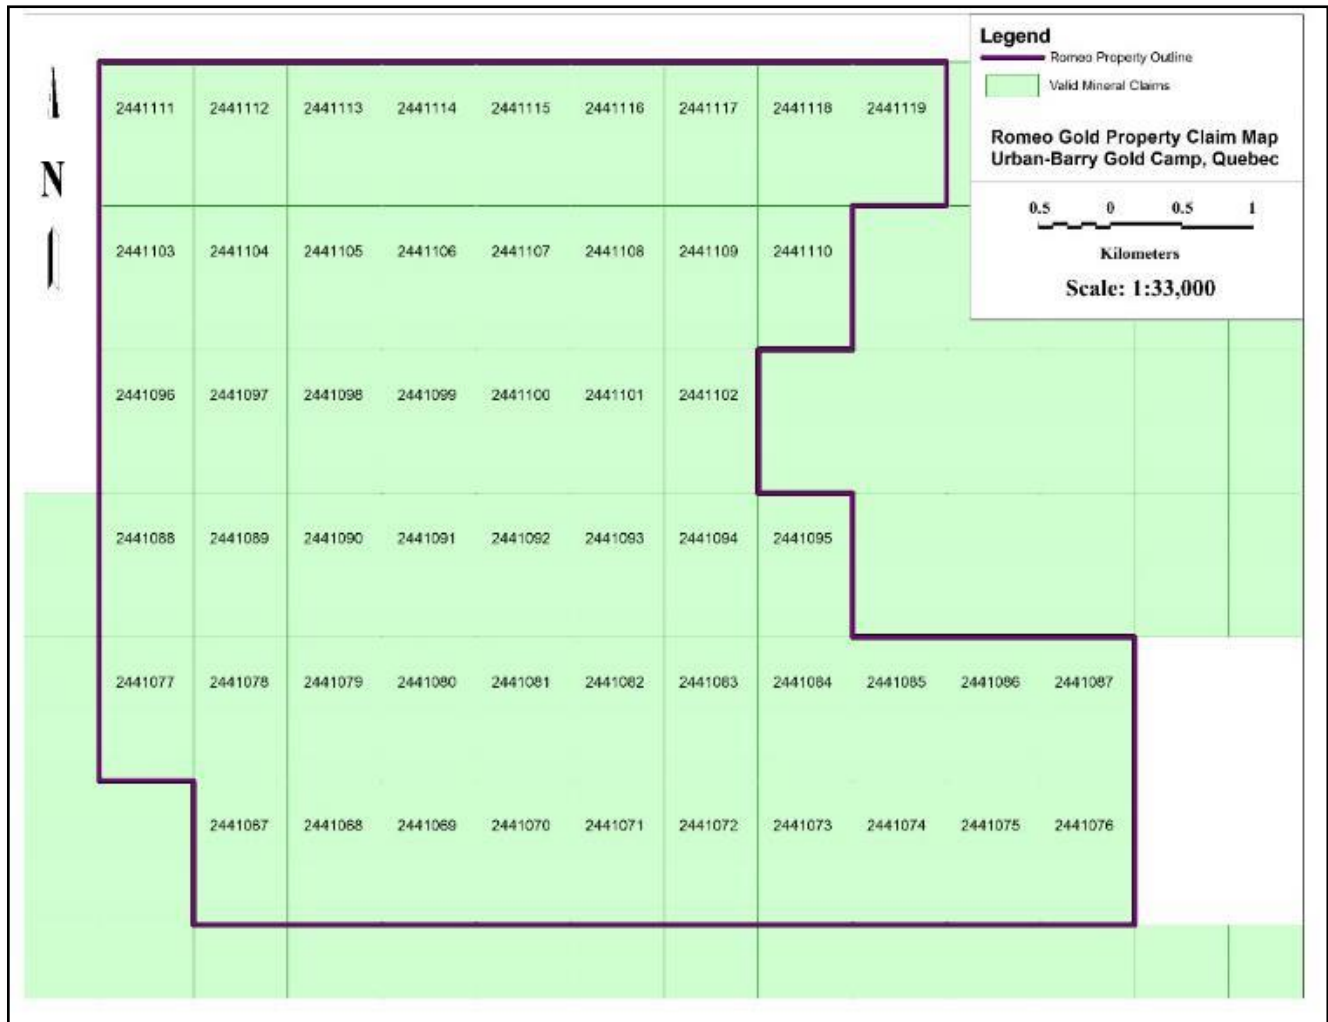 Legend
Romeo Property Outline
Valid Mineral Claims
Romeo Gold Property Claim Map
Urban-Barry Gold Camp, Quebec
0.5 0 0.5 1
Kilometers
Scale: 1:33,000
N
2441111 2441112 2441113 2441114 2441115 2441116 2441117 2441118 2441119
2441103 2441104 2441105 2441106 2441107 2441108 2441109 2441110
2441096 2441097 2441098 2441099 2441100 2441101 2441102
2441088 2441089 2441090 2441091 2441092 2441093 2441094 2441095
2441077 2441078 2441079 2441080 2441081 2441082 2441083 2441084 2441085 2441086 2441087
2441067 2441068 2441069 2441070 2441071 2441072 2441073 2441074 2441075 2441076